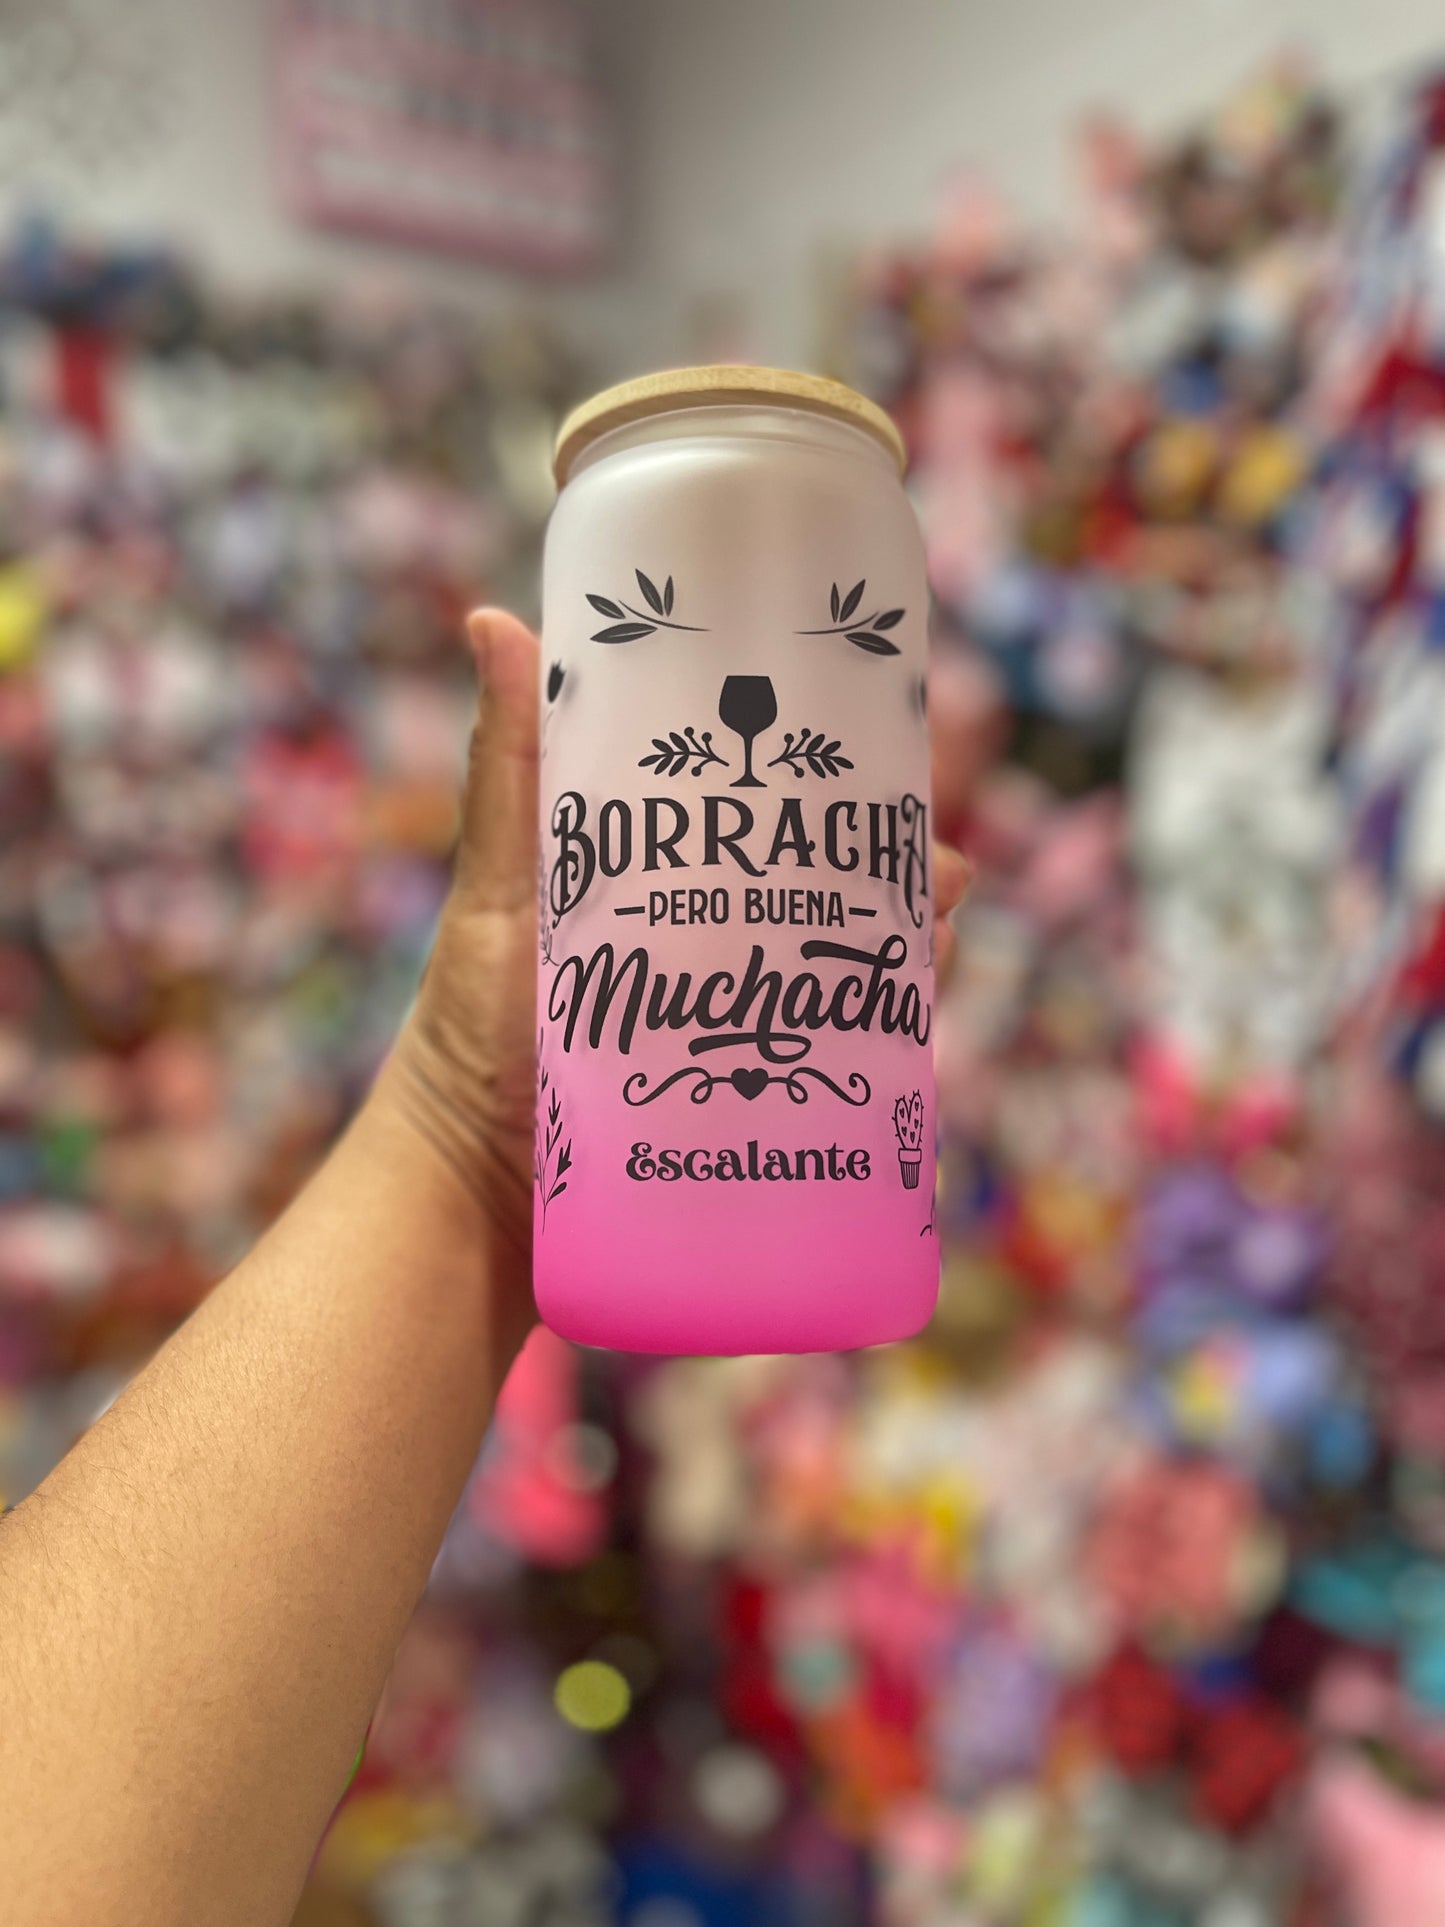 BORRACHA
—PERO BUENA—
Muchacha
Escalante